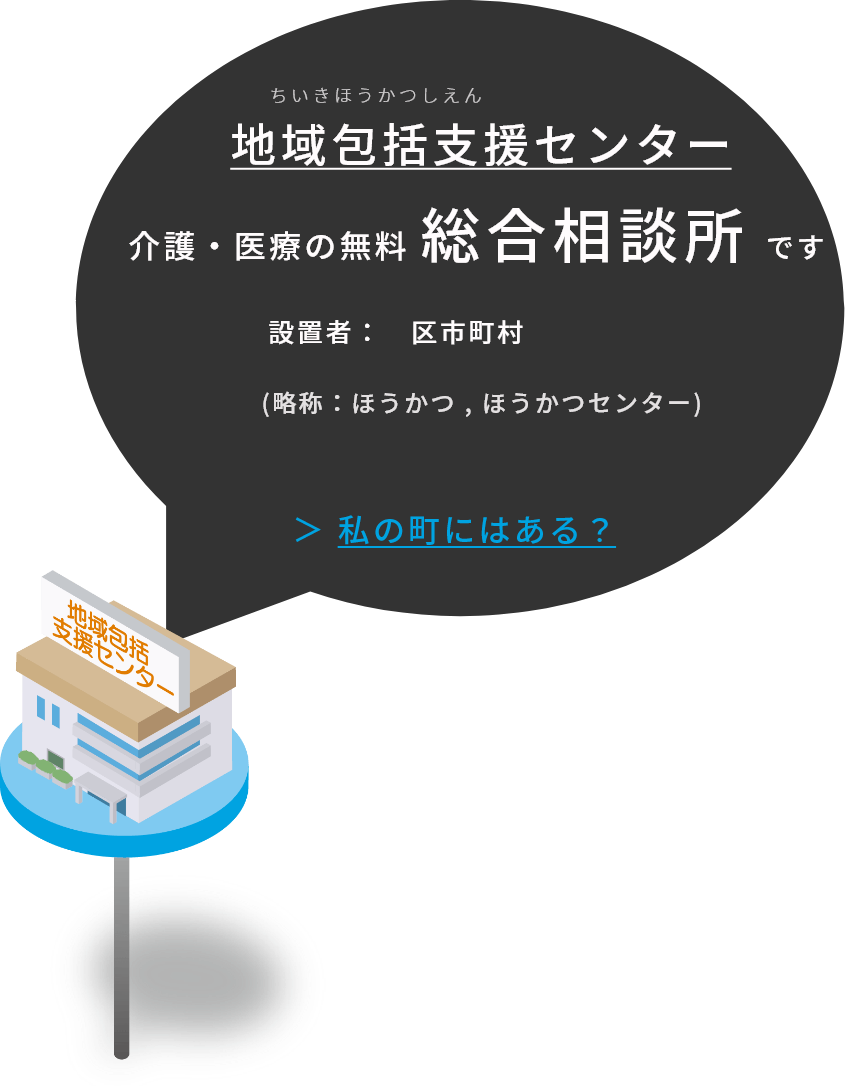 ちいきほうかつしえん
地域包括支援センター
介護・医療の無料 総合相談所 です
設置者：　区市町村
(略称：ほうかつ , ほうかつセンター)
＞ 私の町にはある？
地域包括
支援センター